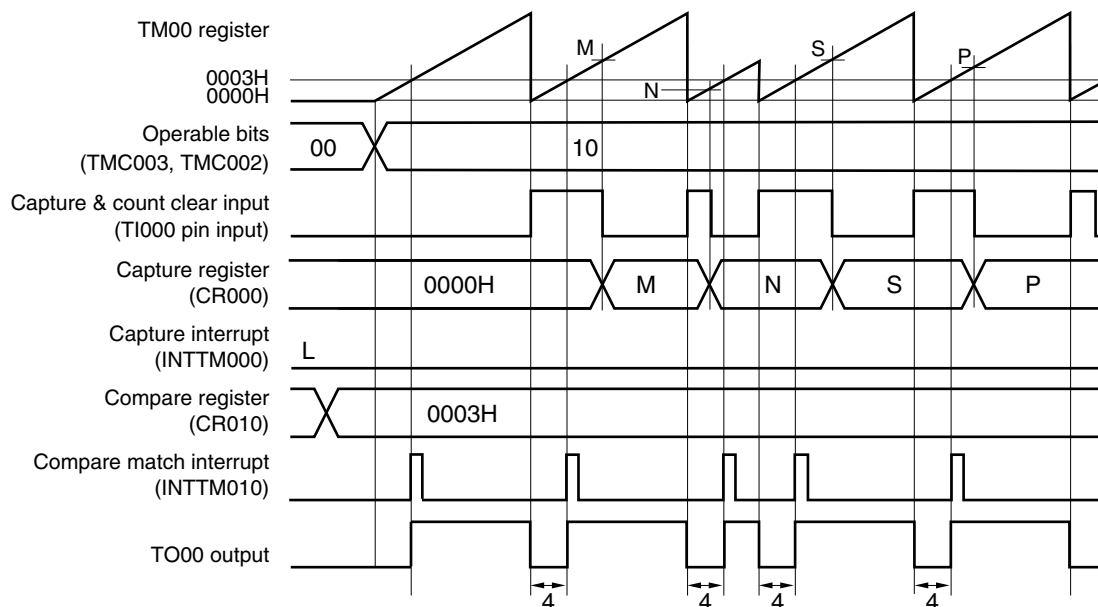 TM00 register
M
S
P
0003H
N
0000H
Operable bits
(TMC003, TMC002)
00
10
Capture & count clear input
(TI000 pin input)
Capture register
(CR000)
0000H
M
N
S
P
Capture interrupt
(INTTM000)
L
Compare register
(CR010)
0003H
Compare match interrupt
(INTTM010)
TO00 output
4
4
4
4